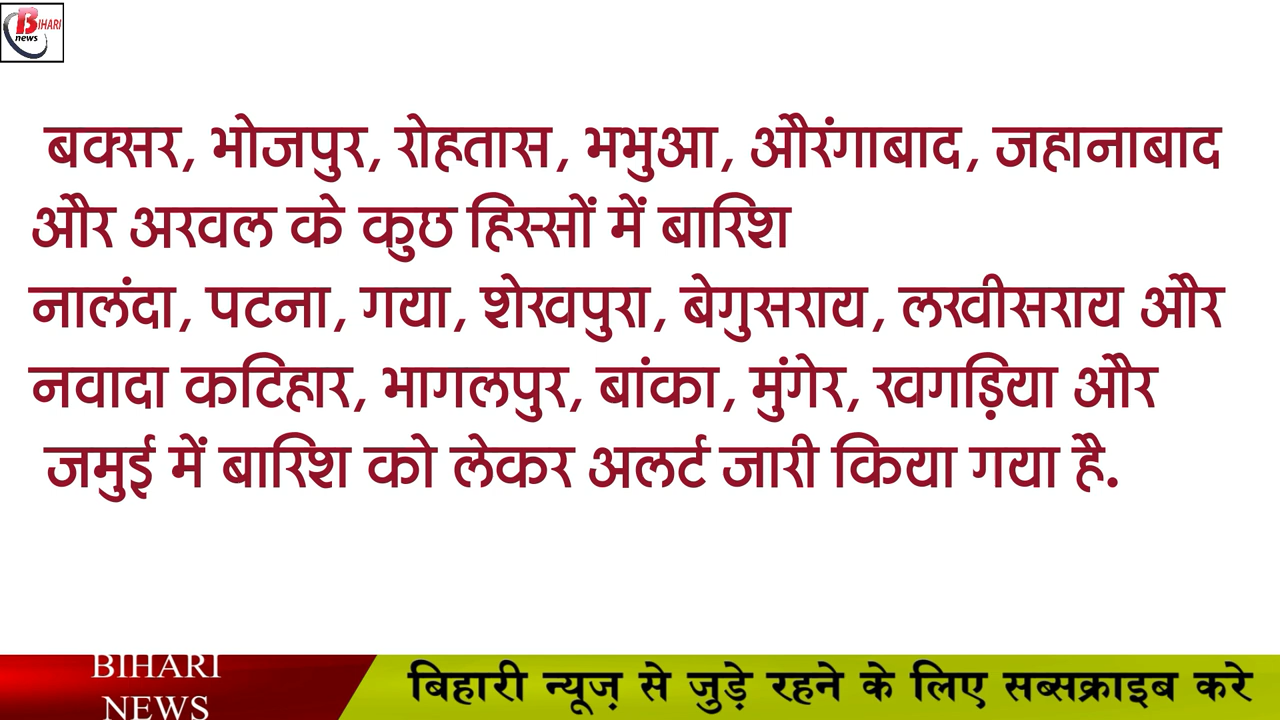 BIHARI
news
बक्सर, भोजपुर, रोहतास, भभुआ, औरंगाबाद, जहानाबाद
और अरवल के कुछ हिस्सों में बारिश
नालंदा, पटना, गया, शेखपुरा, बेगुसराय, लखीसराय और
नवादा कटिहार, भागलपुर, बांका, मुंगेर, खगड़िया और
जमुई में बारिश को लेकर अलर्ट जारी किया गया है.
BIHARI
NEWS
बिहारी न्यूज़ से जुड़े रहने के लिए सब्सक्राइब करे